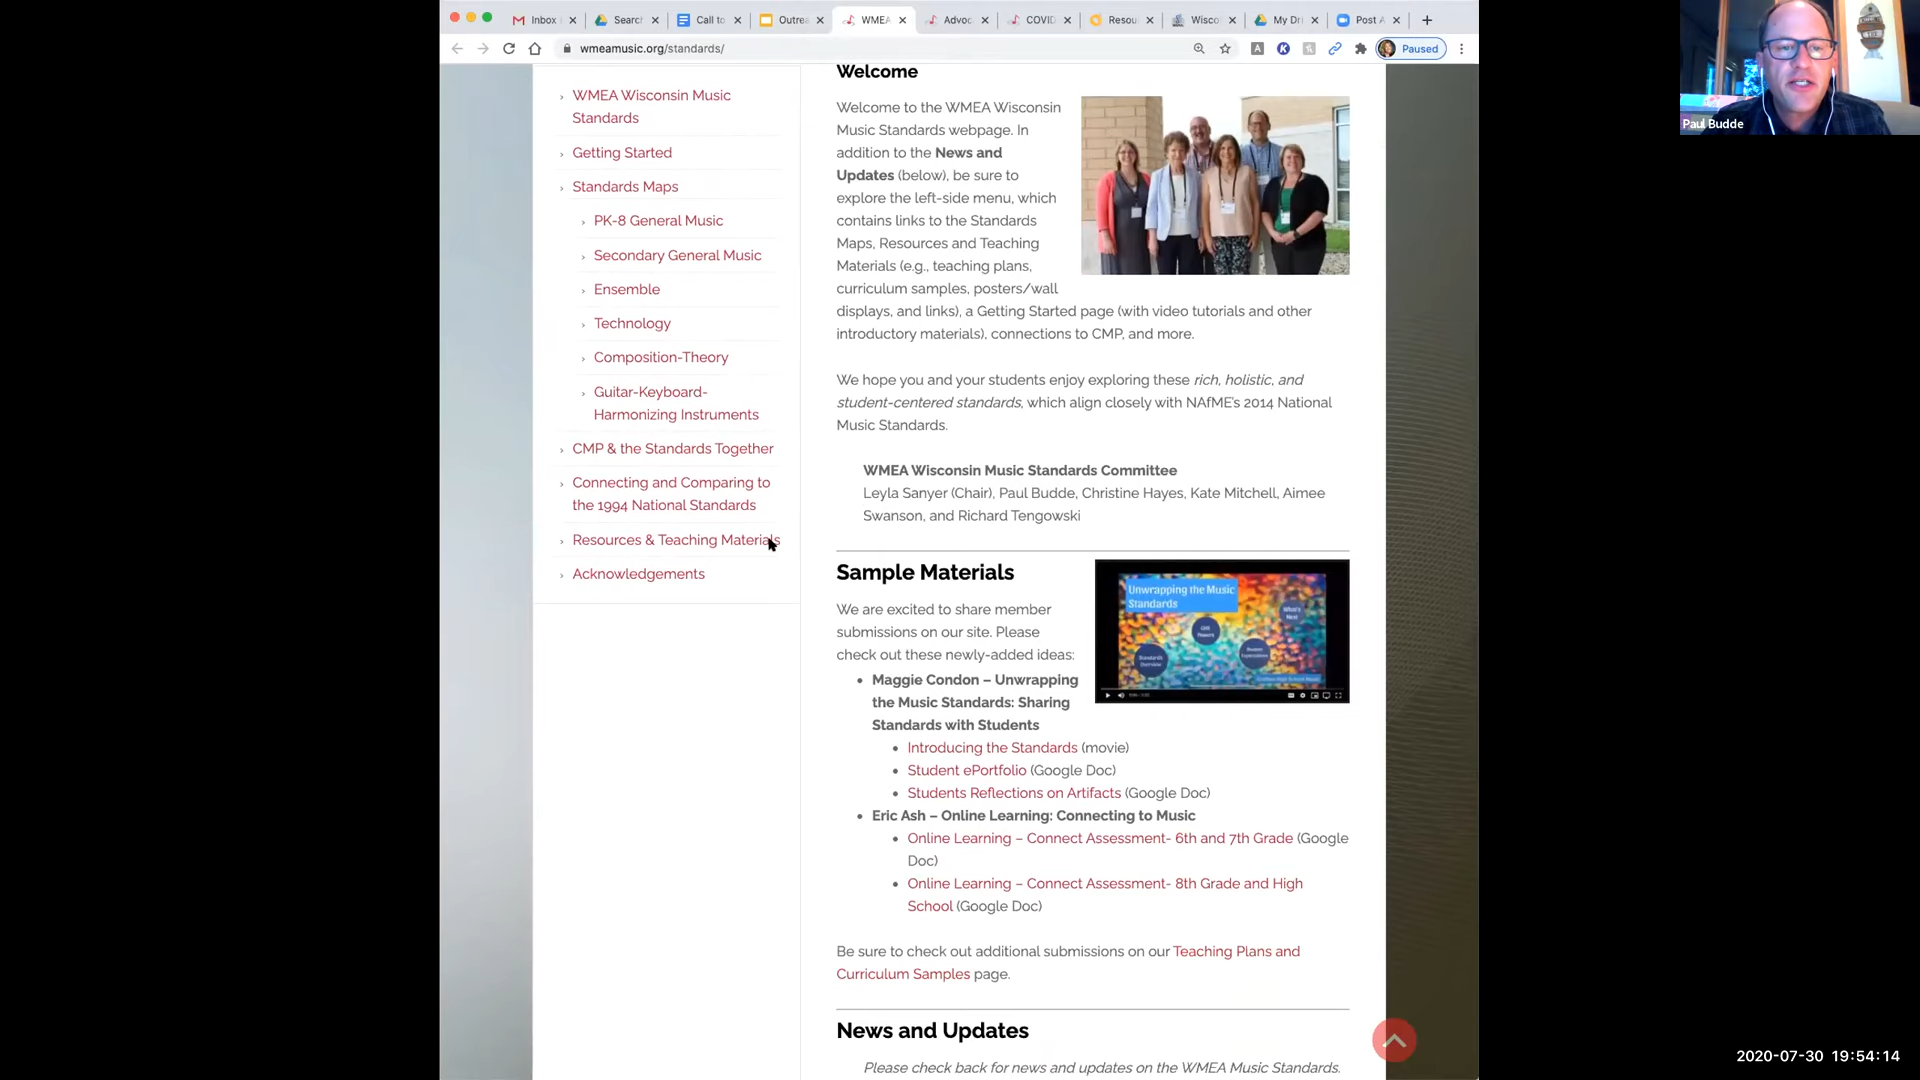 Inbox
Search
Call to
Outrea
WMEA
Advoc
COVID
Resou
Wisco
My Dri
Post A
wmeamusic.org/standards/
Paused
Paul Budde
WMEA Wisconsin Music
Standards
Getting Started
Standards Maps
PK-8 General Music
Secondary General Music
Ensemble
Technology
Composition-Theory
Guitar-Keyboard-
Harmonizing Instruments
CMP & the Standards Together
Connecting and Comparing to
the 1994 National Standards
Resources & Teaching Materials
Acknowledgements
Welcome
Welcome to the WMEA Wisconsin
Music Standards webpage. In
addition to the News and
Updates (below), be sure to
explore the left-side menu, which
contains links to the Standards
Maps, Resources and Teaching
Materials (e.g., teaching plans,
curriculum samples, posters/wall
displays, and links), a Getting Started page (with video tutorials and other
introductory materials), connections to CMP, and more.
We hope you and your students enjoy exploring these rich, holistic, and
student-centered standards, which align closely with NAfME's 2014 National
Music Standards.
WMEA Wisconsin Music Standards Committee
Leyla Sanyer (Chair), Paul Budde, Christine Hayes, Kate Mitchell, Aimee
Swanson, and Richard Tengowski
Sample Materials
We are excited to share member
submissions on our site. Please
check out these newly-added ideas:
Maggie Condon – Unwrapping
the Music Standards: Sharing
Standards with Students
Introducing the Standards (movie)
Student ePortfolio (Google Doc)
Students Reflections on Artifacts (Google Doc)
Eric Ash – Online Learning: Connecting to Music
Online Learning – Connect Assessment- 6th and 7th Grade (Google
Doc)
Online Learning – Connect Assessment- 8th Grade and High
School (Google Doc)
Be sure to check out additional submissions on our Teaching Plans and
Curriculum Samples page.
Unwrapping the Music
Standards
What's
Next
Standards
Overview
News and Updates
Please check back for news and updates on the WMEA Music Standards.
2020-07-30 19:54:14